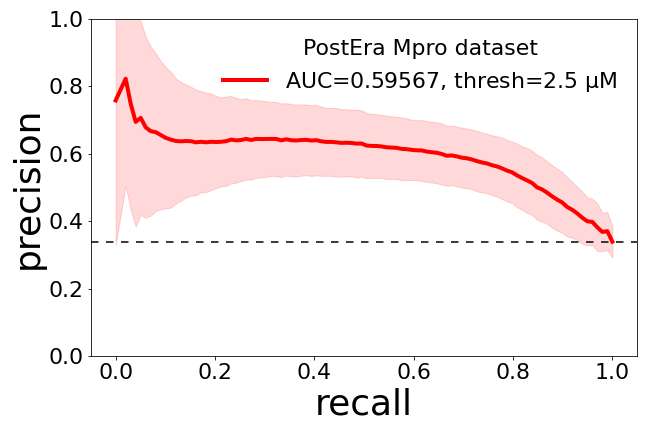 PostEra Mpro dataset
AUC=0.59567, thresh=2.5 μM
precision
1.0
0.8
0.6
0.4
0.2
0.0
0.0 0.2 0.4 0.6 0.8 1.0
recall